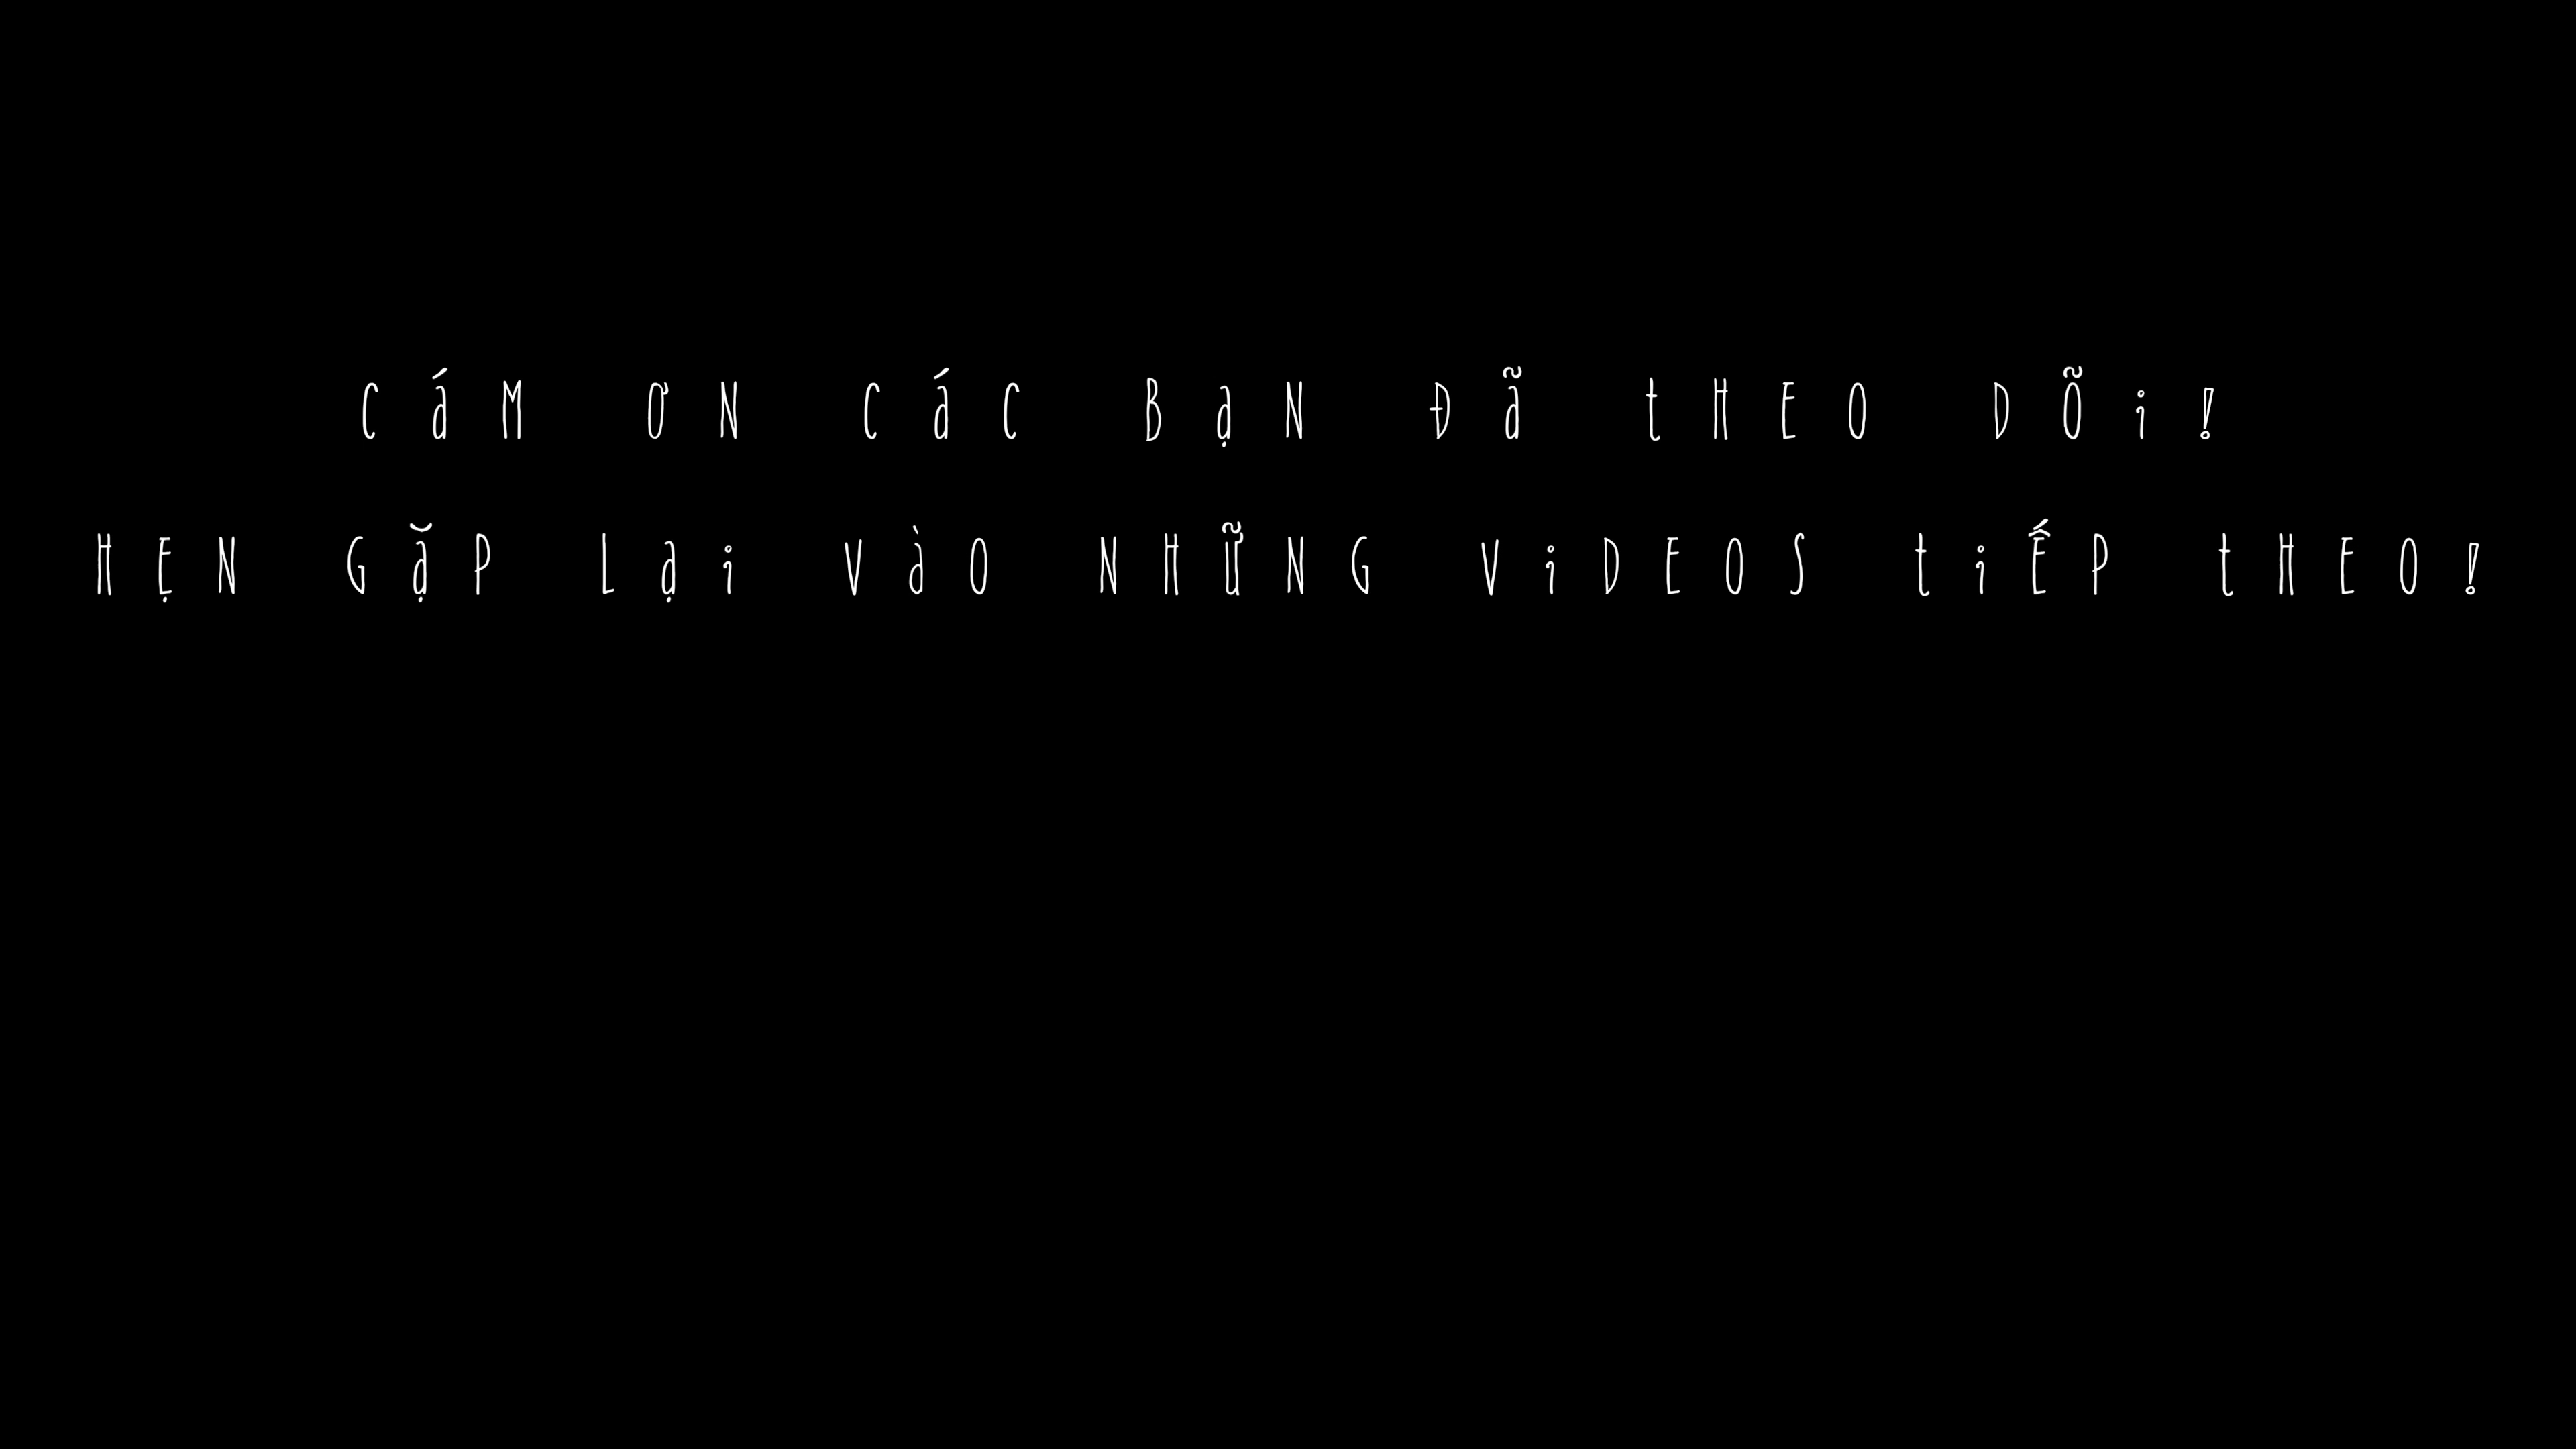 CáM ƠN CáC BạN Đã tHEO DÕi!
HẸN GặP LạI VàO NHỮNG ViDEOS tiẾP tHEO!